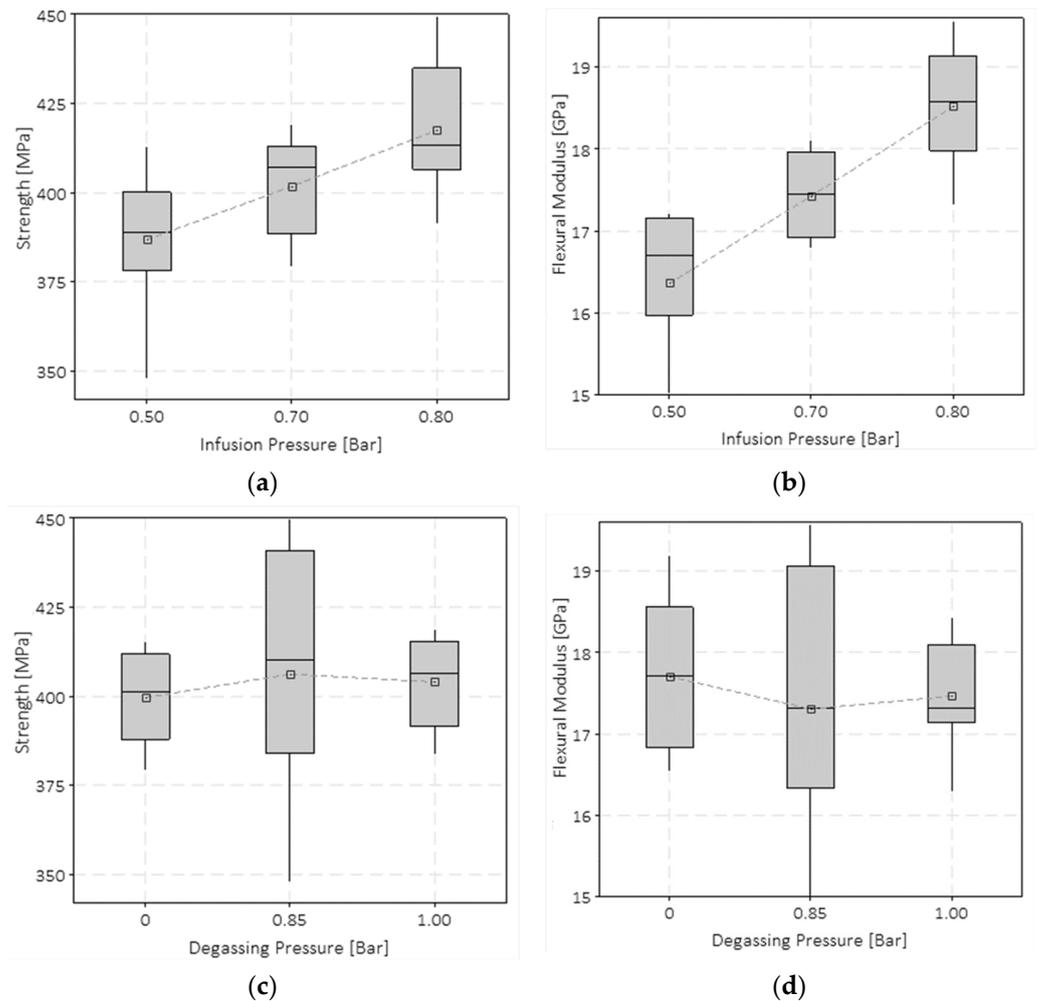 450
425
400
375
350
Strength [MPa]
0.50 0.70 0.80
Infusion Pressure [Bar]
(a)
19
18
17
16
15
Flexural Modulus [GPa]
0.50 0.70 0.80
Infusion Pressure [Bar]
(b)
450
425
400
375
350
Strength [MPa]
0 0.85 1.00
Degassing Pressure [Bar]
(c)
19
18
17
16
15
Flexural Modulus [GPa]
0 0.85 1.00
Degassing Pressure [Bar]
(d)